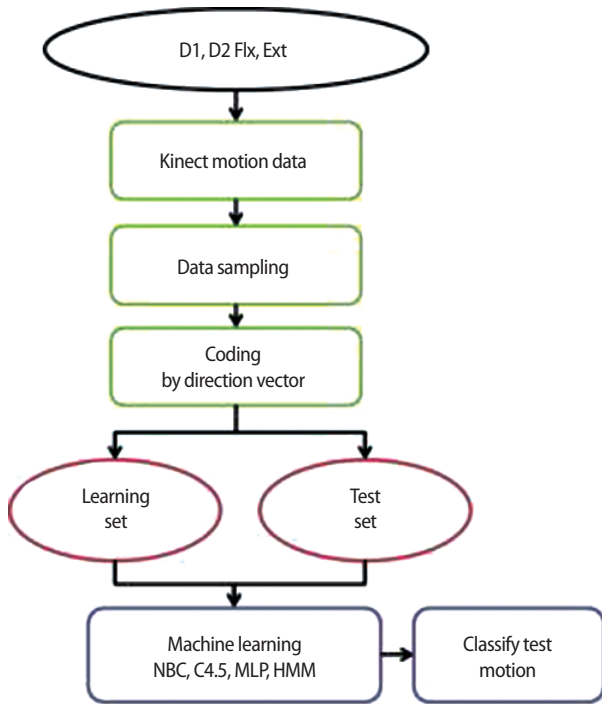 D1, D2 Flx, Ext
Kinect motion data
Data sampling
Coding
by direction vector
Learning
set
Test
set
Machine learning
NBC, C4.5, MLP, HMM
Classify test
motion